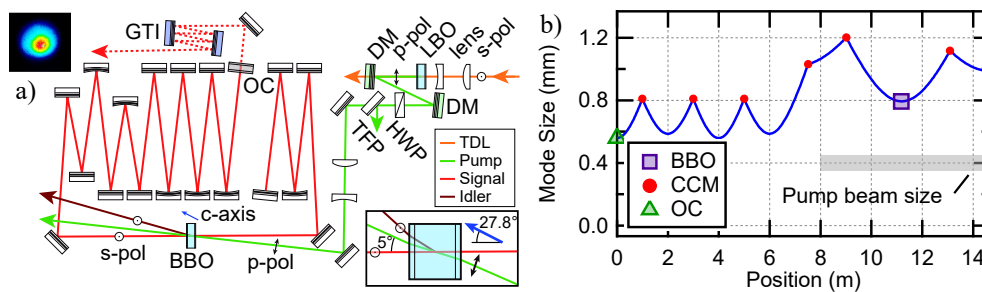 a)
GTI
OC
DM
p-pol
LBO
lens
s-pol
DM
TFP
HWP
TDL
Pump
Signal
Idler
c-axis
s-pol
BBO
p-pol
5°
27.8°
b)
Mode Size (mm)
1.2
0.8
0.4
0.0
BBO
CCM
OC
Pump beam size
0 2 4 6 8 10 12 14
Position (m)